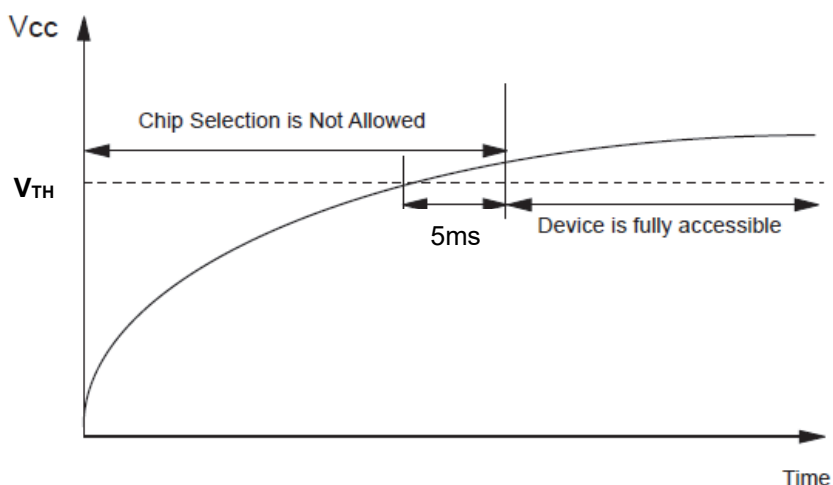 Vcc
Chip Selection is Not Allowed
VTH
5ms
Device is fully accessible
Time